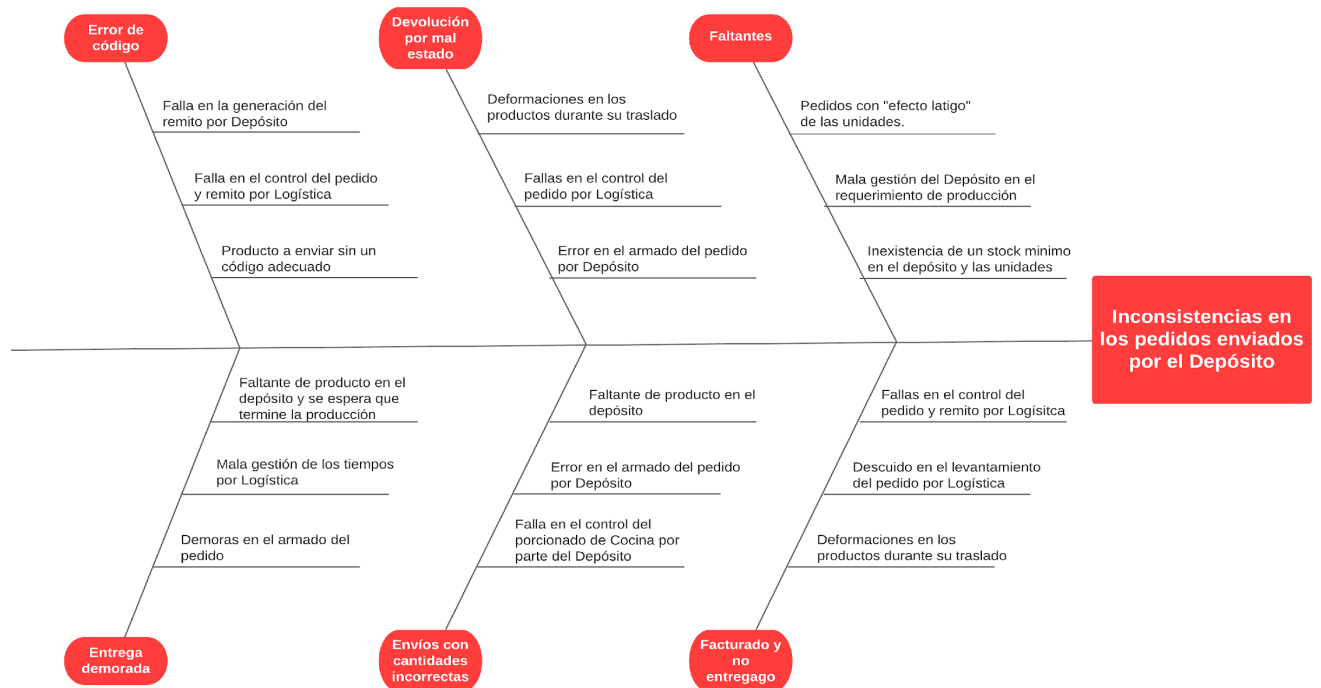 Error de
código
Devolución
por mal
estado
Faltantes
Falla en la generación del
remito por Depósito
Falla en el control del pedido
y remito por Logística
Producto a enviar sin un
código adecuado
Deformaciones en los
productos durante su traslado
Fallas en el control del
pedido por Logística
Error en el armado del pedido
por Depósito
Pedidos con "efecto latigo"
de las unidades.
Mala gestión del Depósito en el
requerimiento de producción
Inexistencia de un stock minimo
en el depósito y las unidades
Inconsistencias en
los pedidos enviados
por el Depósito
Faltante de producto en el
depósito y se espera que
termine la producción
Mala gestión de los tiempos
por Logística
Demoras en el armado del
pedido
Faltante de producto en el
depósito
Error en el armado del pedido
por Depósito
Falla en el control del
porcionado de Cocina por
parte del Depósito
Fallas en el control del
pedido y remito por Logísitca
Descuido en el levantamiento
del pedido por Logística
Deformaciones en los
productos durante su traslado
Entrega
demorada
Envíos con
cantidades
incorrectas
Facturado y
no
entregago